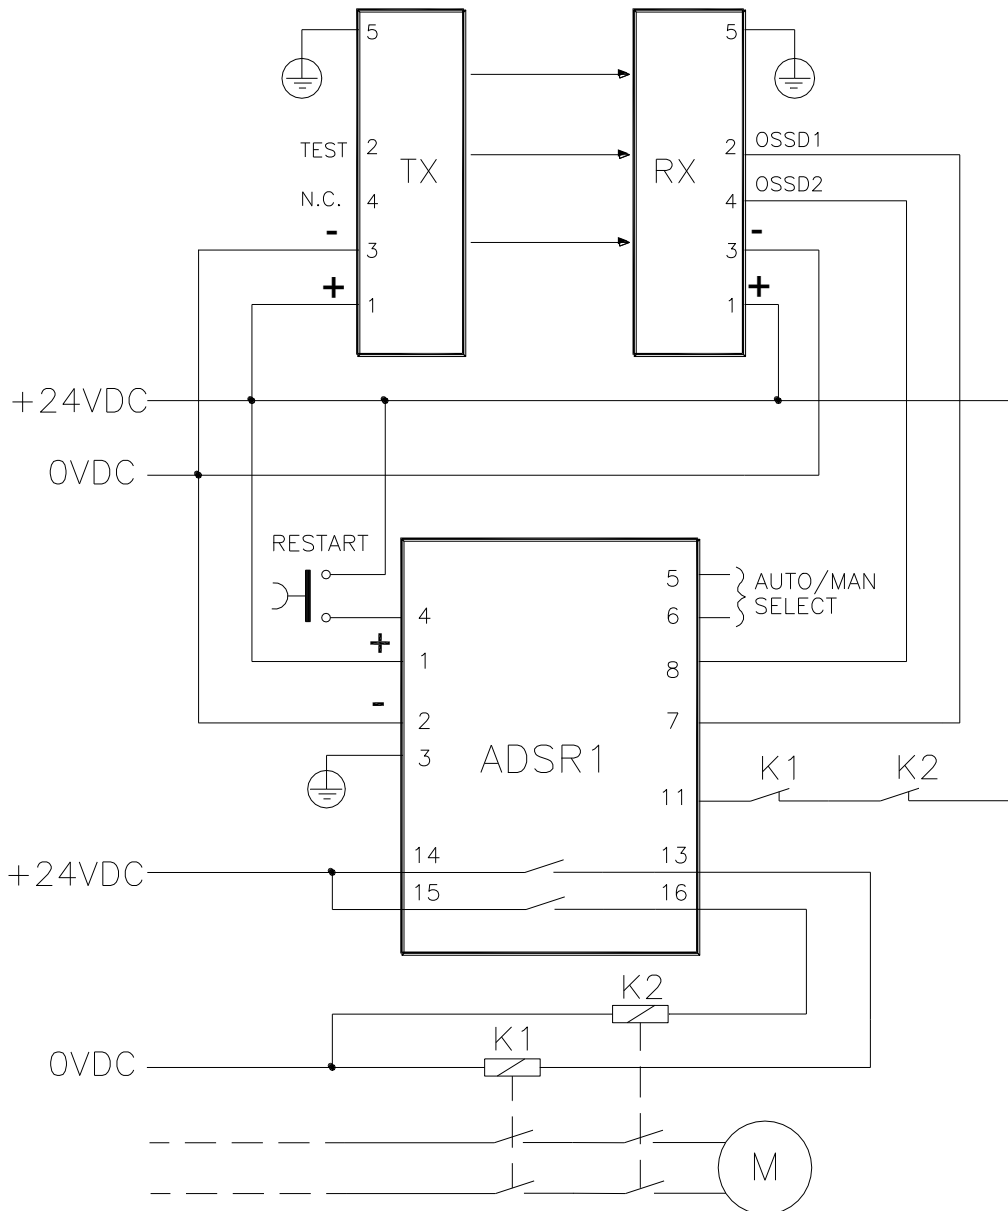 5
5
TEST 2
TX
RX
2 OSSD1
N.C. 4
4 OSSD2
- 3
3 -
+ 1
1 +
+24VDC
0VDC
RESTART
4
+ 1
- 2
3
ADSR1
5
6
AUTO/MAN
SELECT
8
7
11
K1
K2
+24VDC
14
13
15
16
K2
K1
0VDC
M